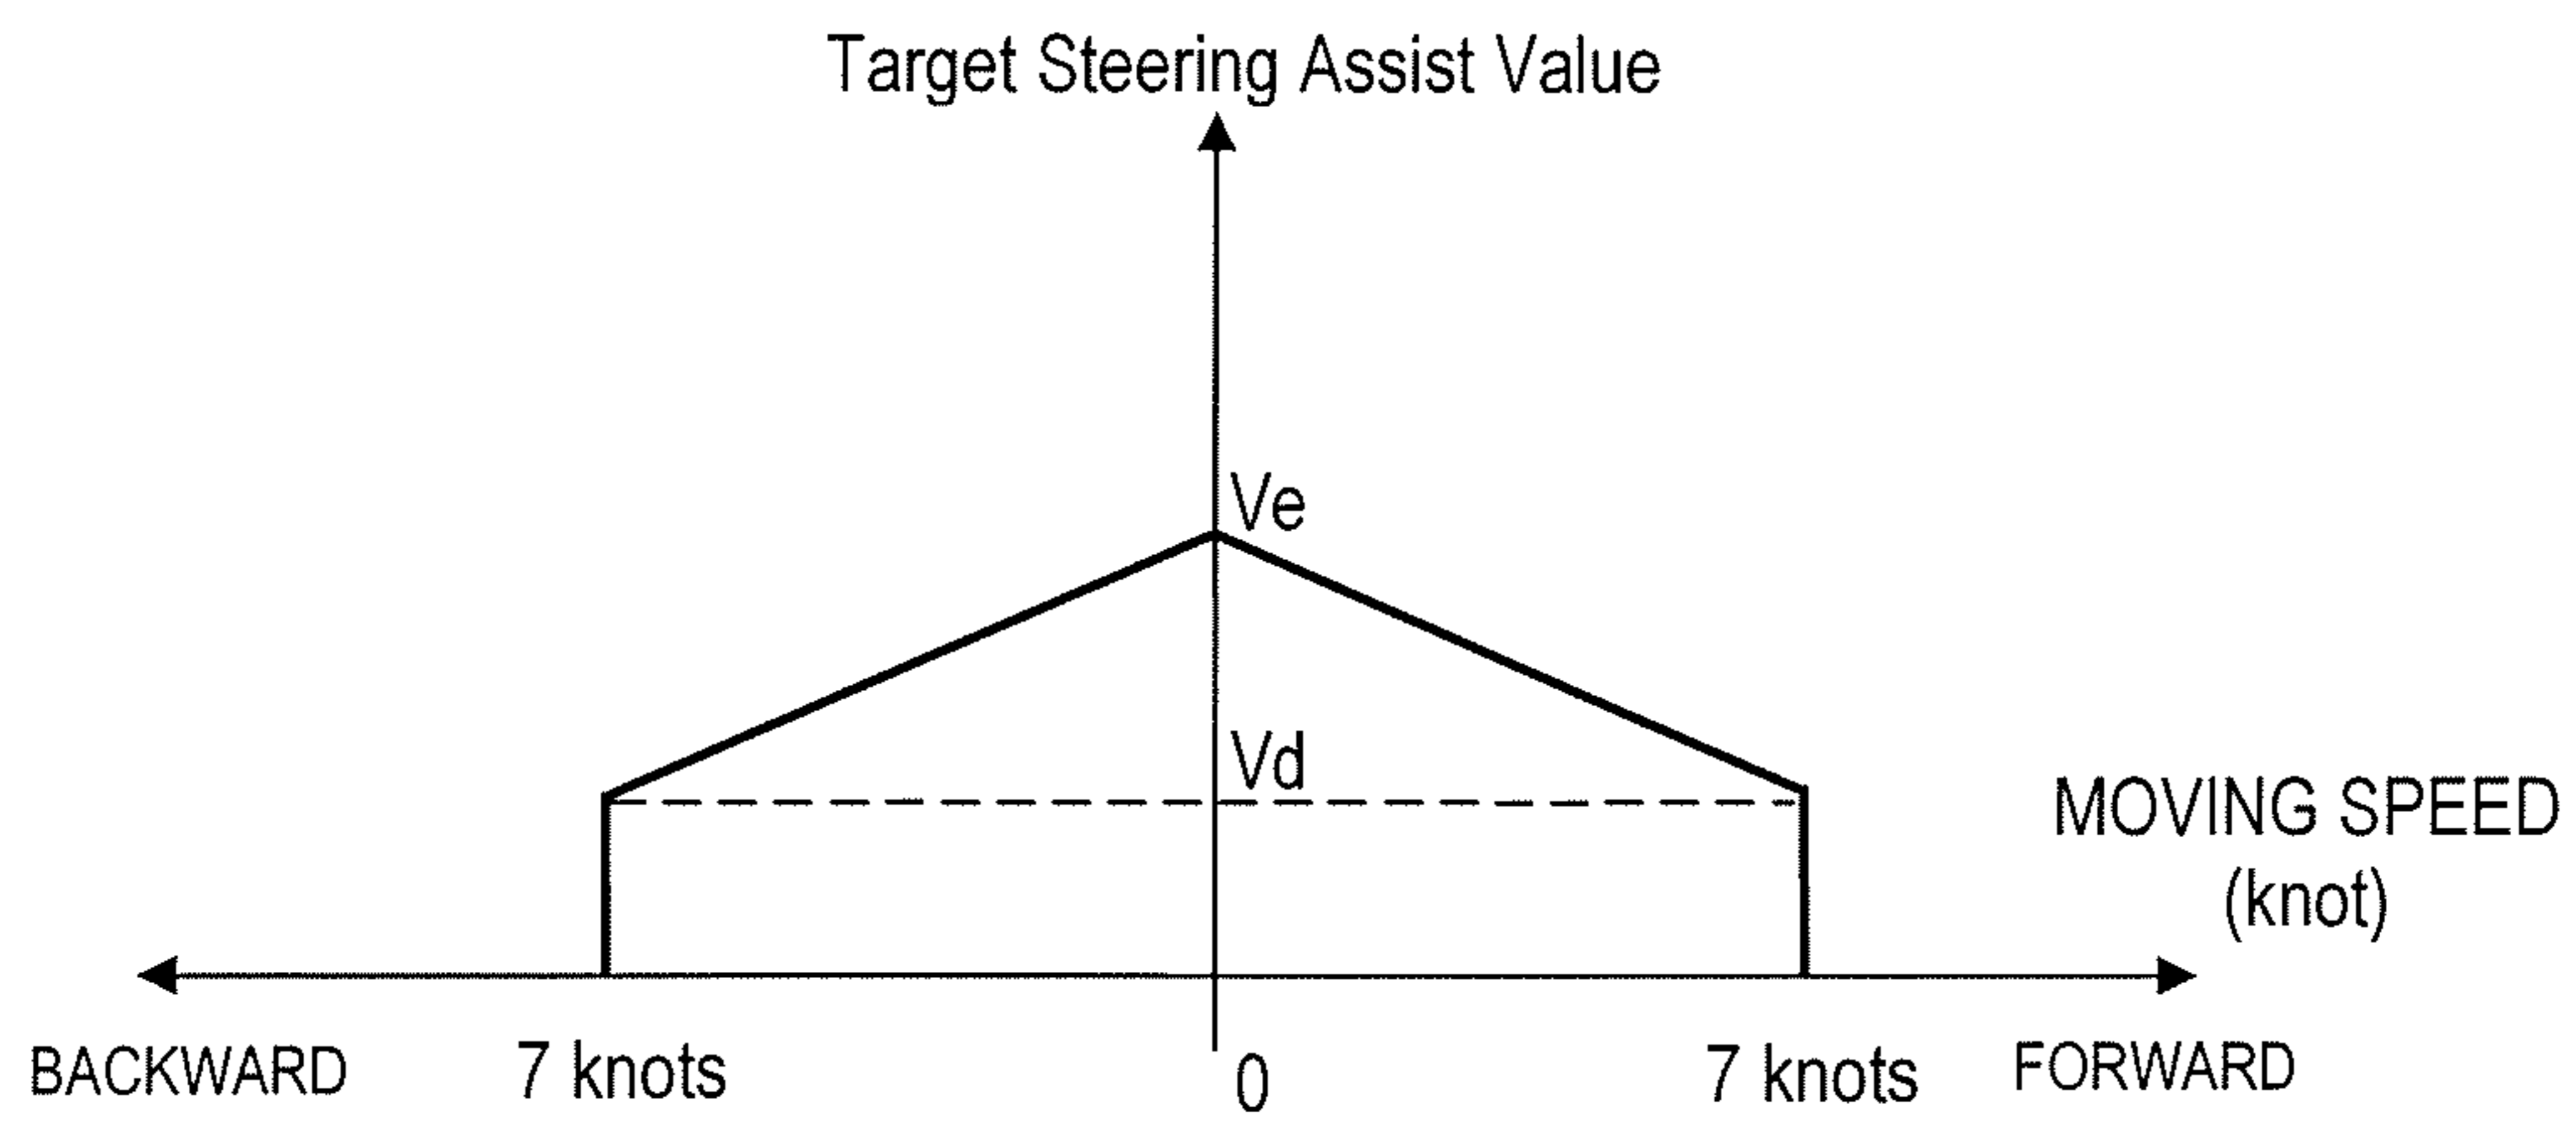 Target Steering Assist Value
Ve
Vd
MOVING SPEED
(knot)
BACKWARD
7 knots
0
7 knots
FORWARD